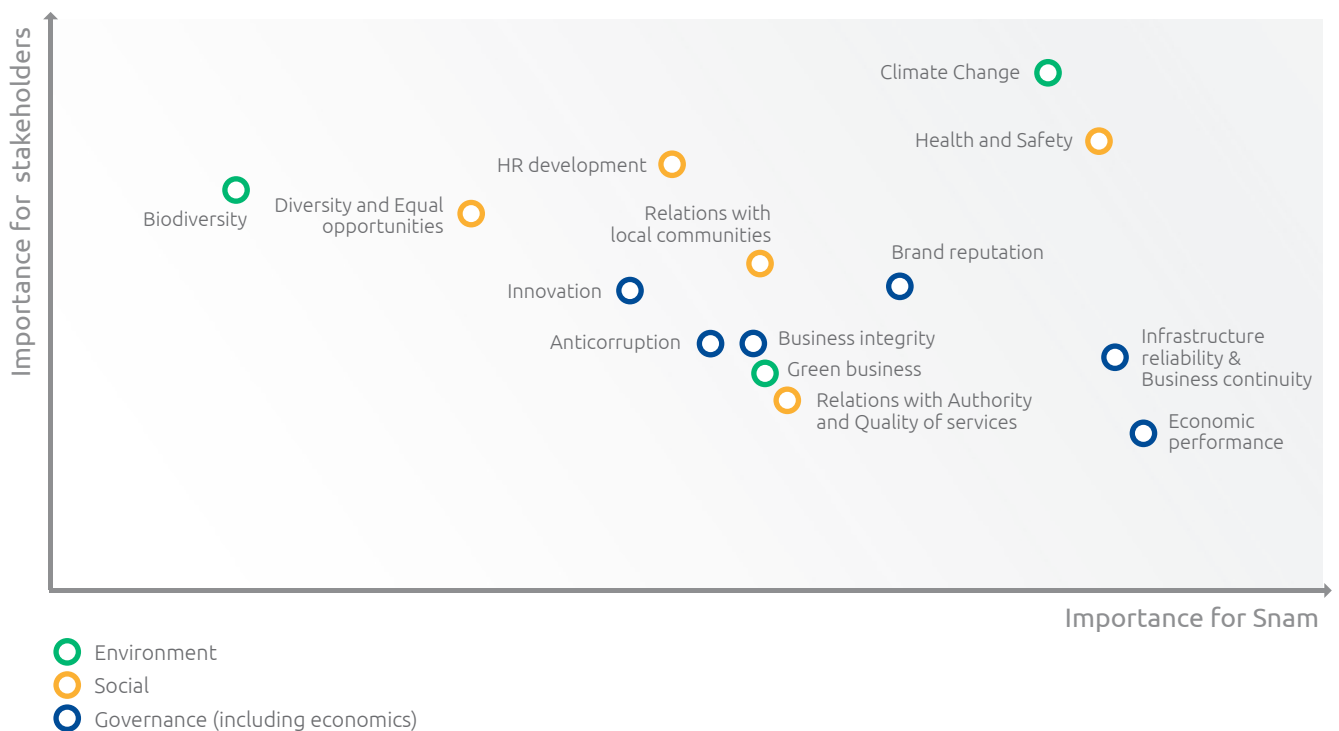 Importance for stakeholders
Climate Change
Health and Safety
HR development
Biodiversity
Diversity and Equal
opportunities
Relations with
local communities
Brand reputation
Innovation
Anticorruption
Business integrity
Green business
Relations with Authority
and Quality of services
Infrastructure
reliability &
Business continuity
Economic
performance
Importance for Snam
Environment
Social
Governance (including economics)